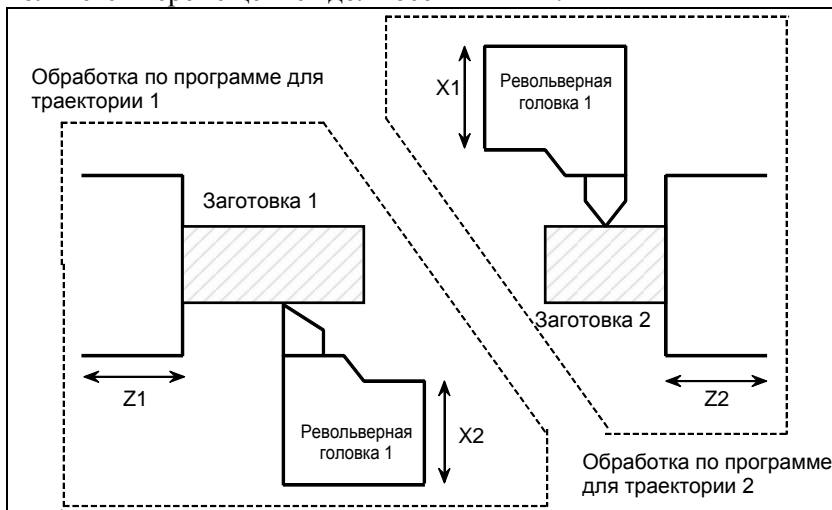 Обработка по программе для
траектории 1
X1
Револьверная
головка 1
Заготовка 1
Заготовка 2
Z1
Z2
Револьверная
головка 1
X2
Обработка по программе
для траектории 2